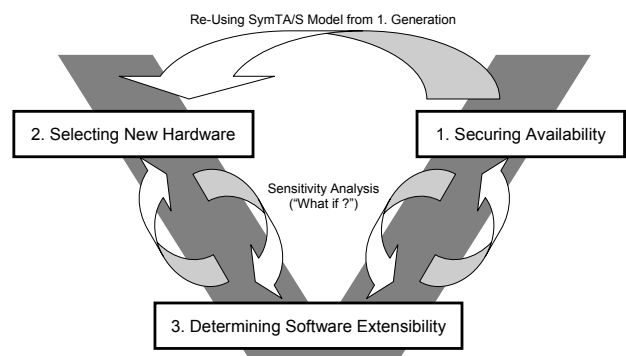 Re-Using SymTA/S Model from 1. Generation
2. Selecting New Hardware
1. Securing Availability
Sensitivity Analysis
("What if ?")
3. Determining Software Extensibility